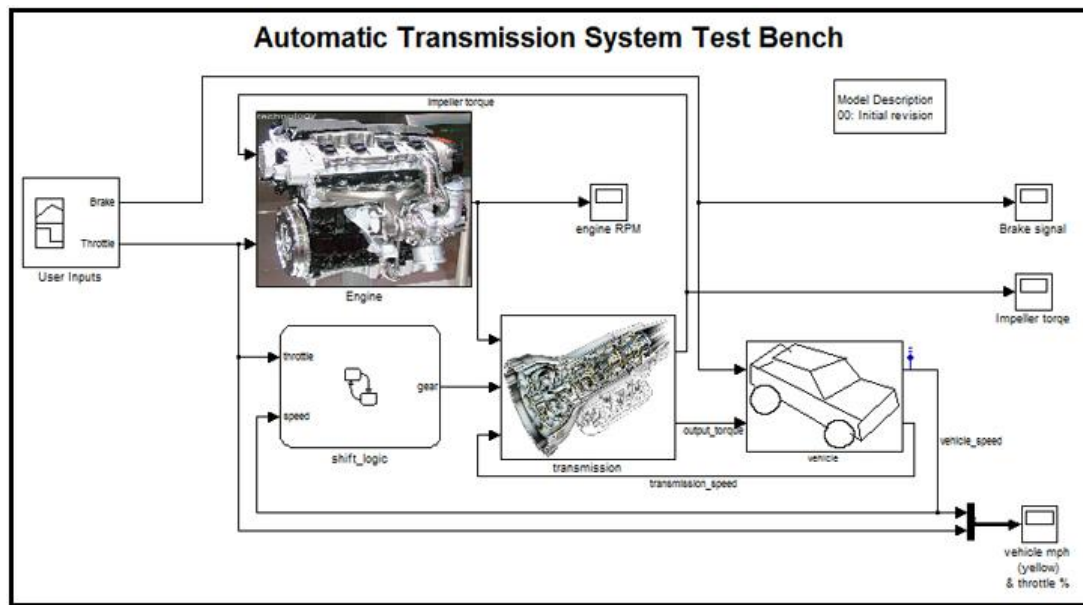 Automatic Transmission System Test Bench
Impeller torque
Model Description
00: Initial revision
technology
Brake
Throttle
User Inputs
engine RPM
Brake signal
Engine
Impeller torqe
throttle
gear
speed
shift_logic
transmission
output_torque
vehicle
vehicle_speed
transmission_speed
vehicle mph
(yellow)
& throttle %